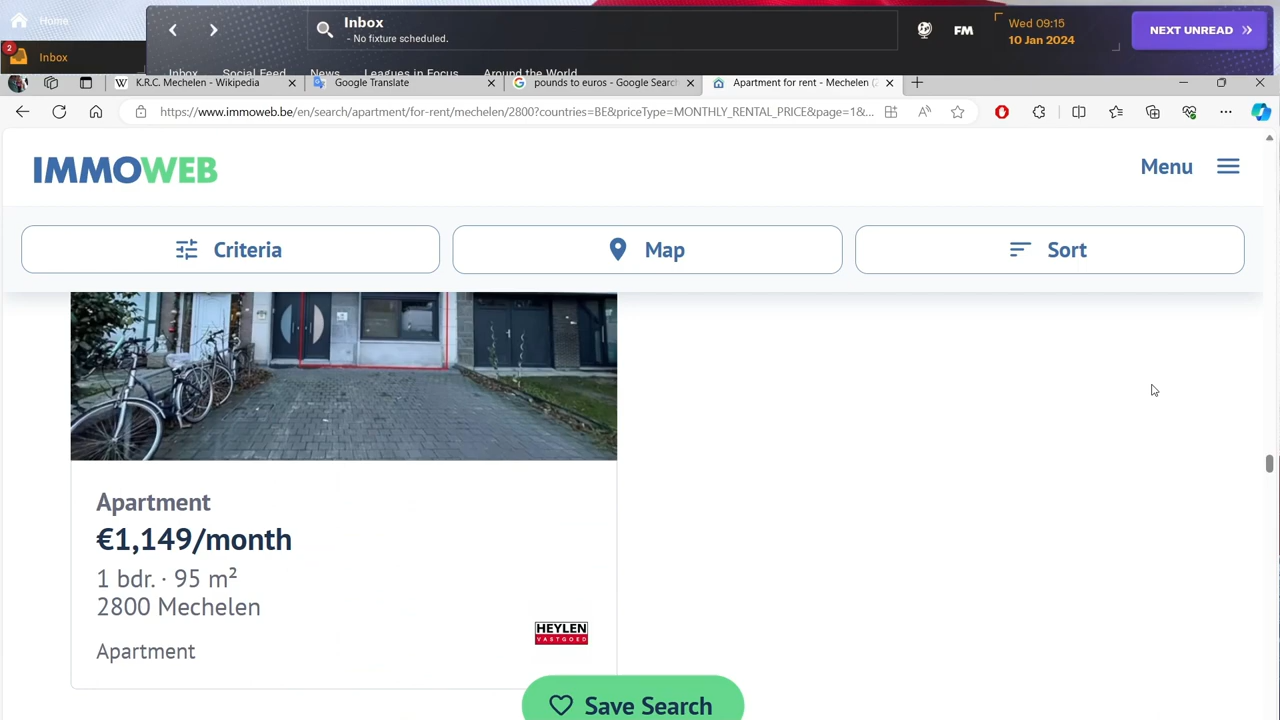 Home
Inbox
- No fixture scheduled.
FM
Wed 09:15
10 Jan 2024
NEXT UNREAD
2
Inbox
Inbox
Social Feed
News
Leagues in Focus
Around the World
K.R.C. Mechelen - Wikipedia
Google Translate
pounds to euros - Google Search
Apartment for rent - Mechelen (2
https://www.immoweb.be/en/search/apartment/for-rent/mechelen/2800?countries=BE&priceType=MONTHLY_RENTAL_PRICE&page=1&...
IMMOWEB
Menu
Criteria
Map
Sort
Apartment
€1,149/month
1 bdr. · 95 m²
2800 Mechelen
HEYLEN
VASTGOED
Apartment
Save Search